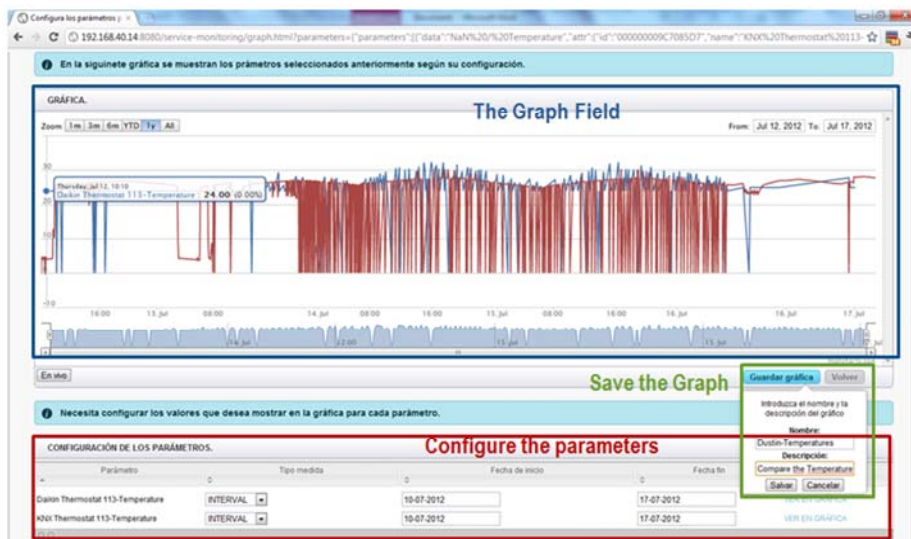 Configura los parámetros p
192.168.40.14:8080/service-monitoring/graph.html?parameters={"parameters":[{"data":"NaN%20/%20Temperature","attr":{"id":"000000009C7085D7","name":"KNX%20Thermostat%20113-
En la siguinete gráfica se muestran los prámetros seleccionados anteriormente según su configuración.
GRÁFICA.
The Graph Field
Zoom 1m 3m 6m YTD 1y All
From: Jul 12, 2012 To: Jul 17, 2012
30
Thursday, Jul 12, 10:10
Daikin Thermostat 113-Temperature : 24.00 (0.00%)
20
10
-10
16:00 13. Jul 08:00 14. Jul 08:00 16:00 15. Jul 08:00 16:00 16. Jul 17. Jul
14. Jul 22:00 15. Jul 15. Jul
En vivo
Save the Graph
Guardar gráfica Volver
Introduzca el nombre y la
descripción del gráfico
Nombre:
Dustin-Temperatures
Descripción:
Compare the Temperature
Salvar Cancelar
Necesita configurar los valores que desea mostrar en la gráfica para cada parámetro.
CONFIGURACIÓN DE LOS PARÁMETROS.
Configure the parameters
Parámetro Tipo medida Fecha de inicio Fecha fin
Daikin Thermostat 113-Temperature INTERVAL 10-07-2012 17-07-2012 VER EN GRÁFICA
KNX Thermostat 113-Temperature INTERVAL 10-07-2012 17-07-2012 VER EN GRÁFICA